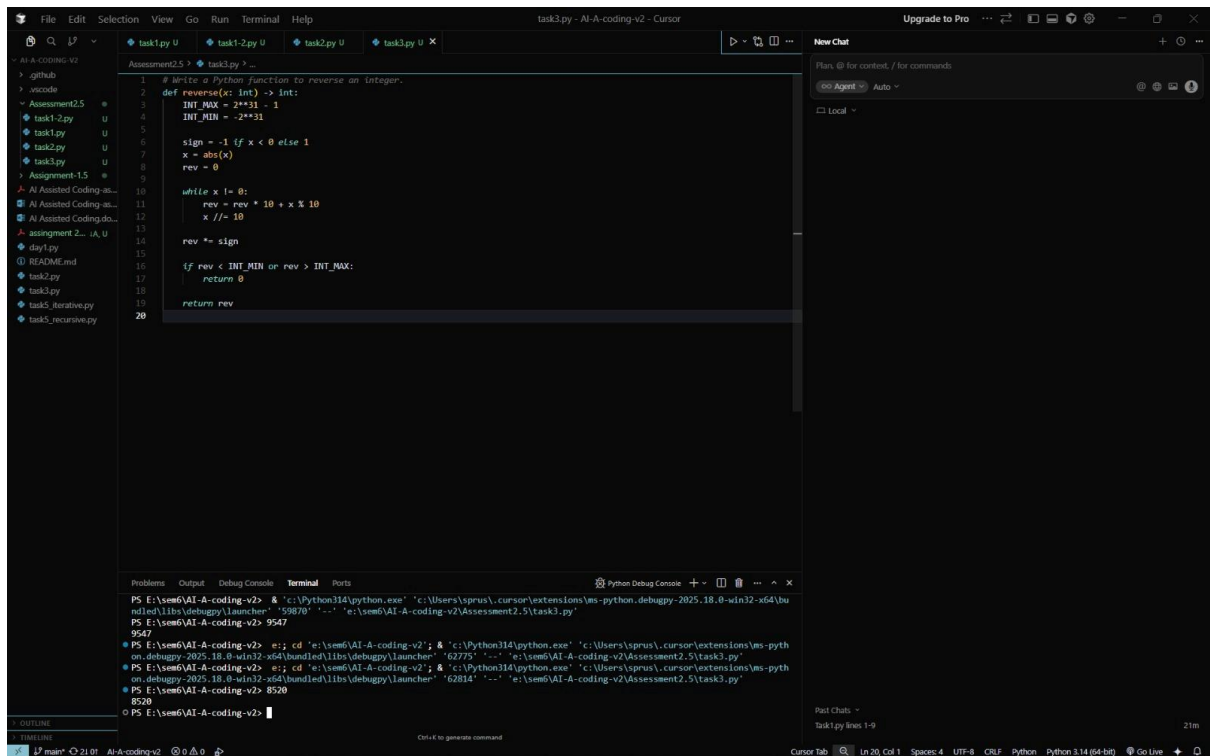 File Edit Selection View Go Run Terminal Help
task3.py - AI-A-coding-v2 - Cursor
Upgrade to Pro
AI-A-CODING-V2
.github
.vscode
Assessment2.5
task1-2.py U
task1.py U
task2.py U
task3.py U
Assignment-1.5
AI Assisted Coding-as...
AI Assisted Coding-as...
AI Assisted Coding.do...
assingment 2... ↓A, U
day1.py
README.md
task2.py
task3.py
task5_iterative.py
task5_recursive.py
OUTLINE
TIMELINE
task1.py U task1-2.py U task2.py U task3.py U
Assessment2.5 > task3.py > ...
1 # Write a Python function to reverse an integer.
2 def reverse(x: int) -> int:
3 INT_MAX = 2**31 - 1
4 INT_MIN = -2**31
5
6 sign = -1 if x < 0 else 1
7 x = abs(x)
8 rev = 0
9
10 while x != 0:
11 rev = rev * 10 + x % 10
12 x //= 10
13
14 rev *= sign
15
16 if rev < INT_MIN or rev > INT_MAX:
17 return 0
18
19 return rev
20
Problems Output Debug Console Terminal Ports
Python Debug Console
PS E:\sem6\AI-A-coding-v2> & 'c:\Python314\python.exe' 'c:\Users\sprus\.cursor\extensions\ms-python.debugpy-2025.18.0-win32-x64\bu
ndled\libs\debugpy\launcher' '59870' '--' 'e:\sem6\AI-A-coding-v2\Assessment2.5\task3.py'
PS E:\sem6\AI-A-coding-v2> 9547
9547
PS E:\sem6\AI-A-coding-v2> e:; cd 'e:\sem6\AI-A-coding-v2'; & 'c:\Python314\python.exe' 'c:\Users\sprus\.cursor\extensions\ms-pyth
on.debugpy-2025.18.0-win32-x64\bundled\libs\debugpy\launcher' '62775' '--' 'e:\sem6\AI-A-coding-v2\Assessment2.5\task3.py'
PS E:\sem6\AI-A-coding-v2> e:; cd 'e:\sem6\AI-A-coding-v2'; & 'c:\Python314\python.exe' 'c:\Users\sprus\.cursor\extensions\ms-pyth
on.debugpy-2025.18.0-win32-x64\bundled\libs\debugpy\launcher' '62814' '--' 'e:\sem6\AI-A-coding-v2\Assessment2.5\task3.py'
PS E:\sem6\AI-A-coding-v2> 8520
8520
PS E:\sem6\AI-A-coding-v2>
Ctrl+K to generate command
New Chat
Plan, @ for context, / for commands
Agent Auto
Local
Past Chats
Task1.py lines 1-9 21m
main* 2↓ 0↑ AI-A-coding-v2 0 0
Cursor Tab Ln 20, Col 1 Spaces: 4 UTF-8 CRLF Python Python 3.14 (64-bit) Go Live